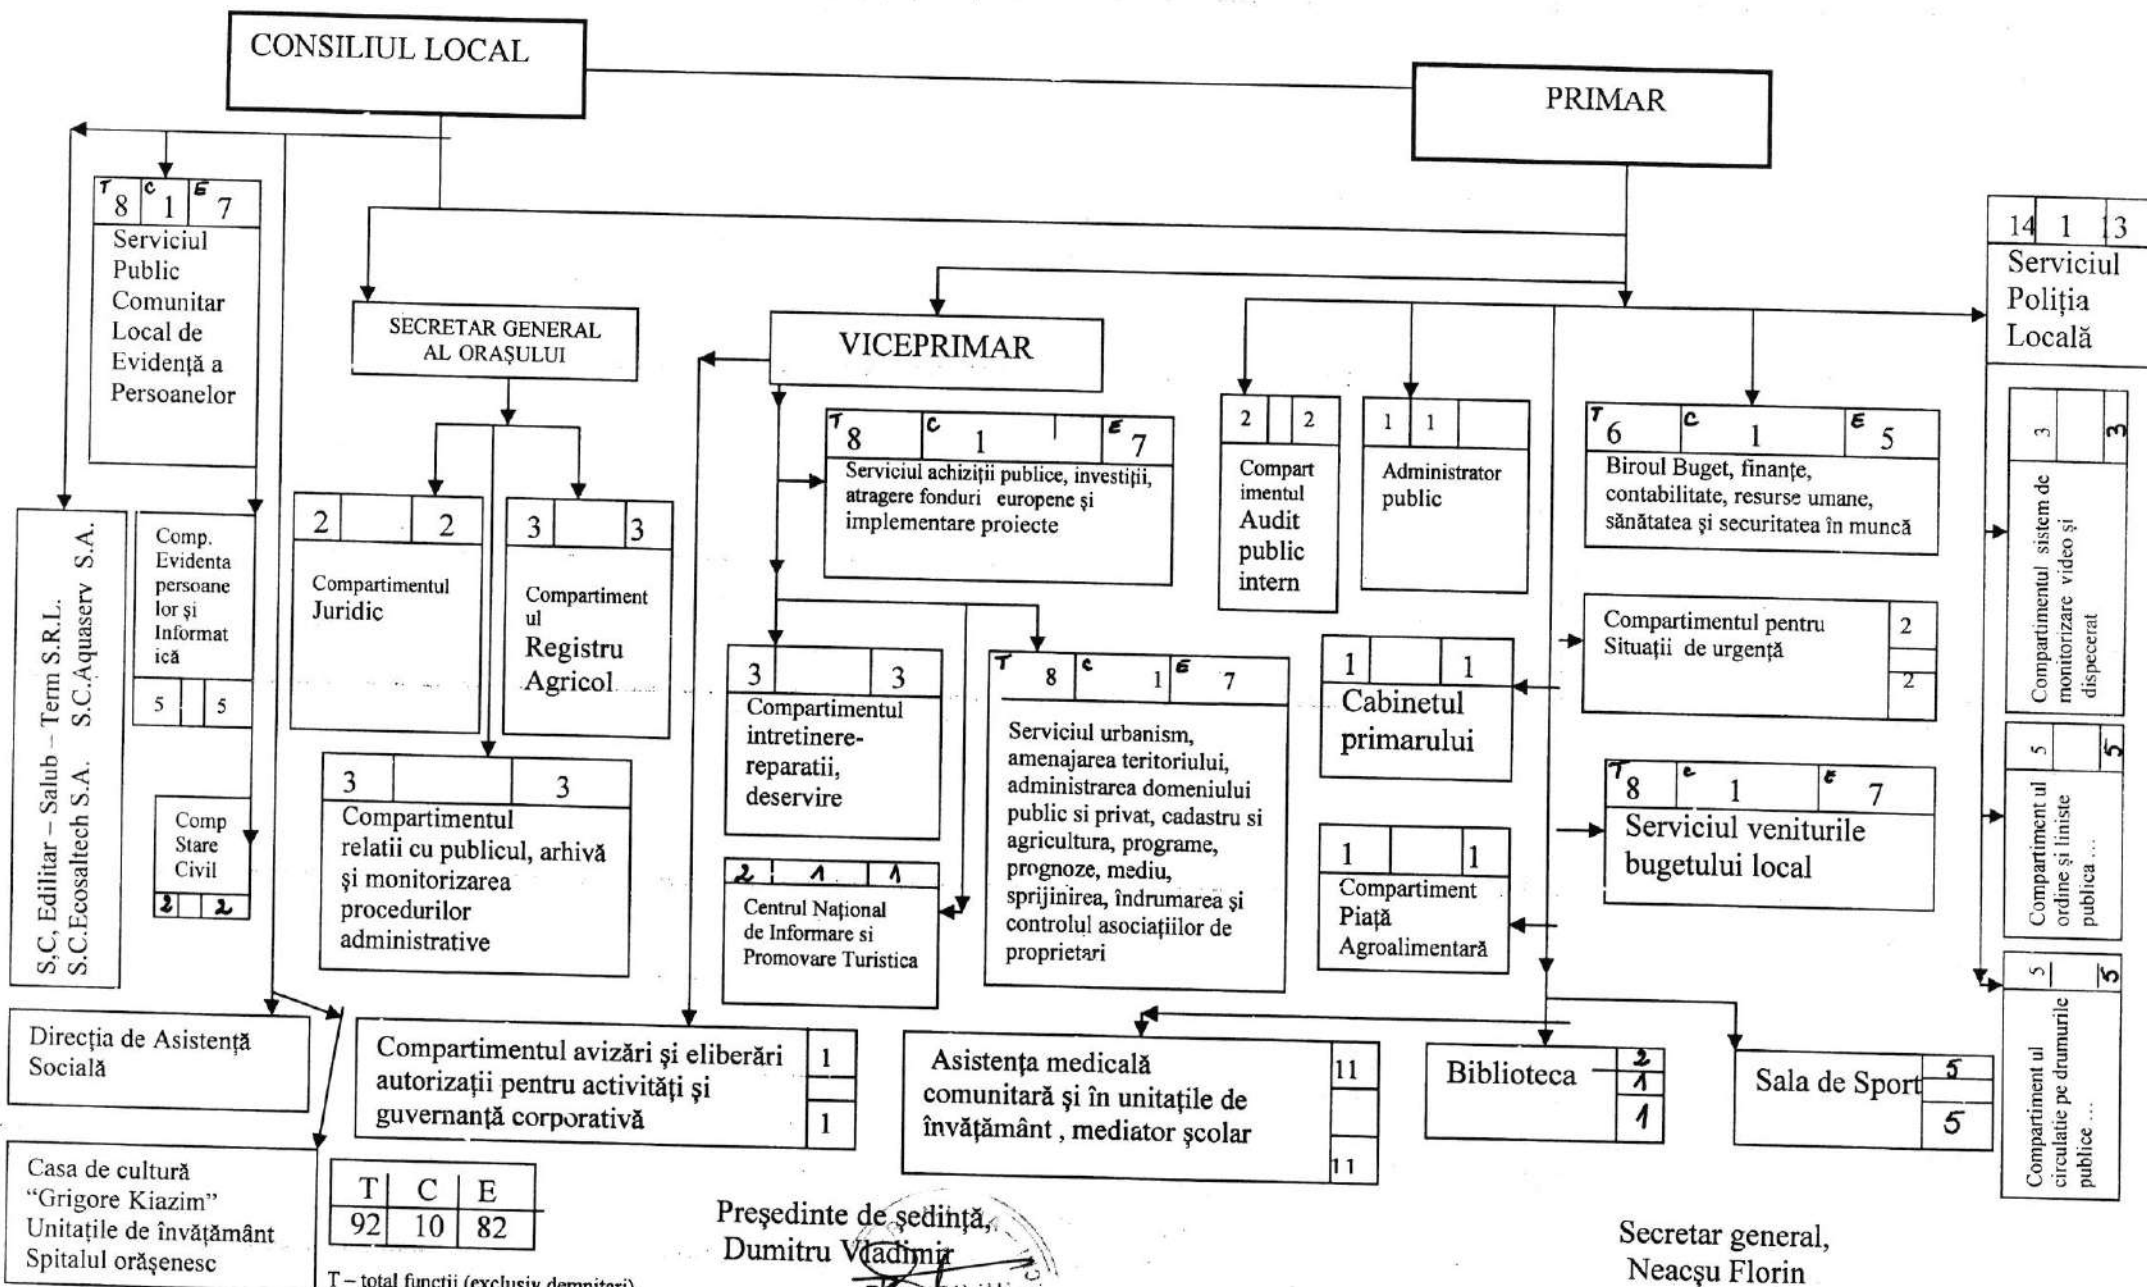 CONSILIUL LOCAL
PRIMAR
T 8 C 1 E 7
Serviciul
Public
Comunitar
Local de
Evidență a
Persoanelor
14 1 13
Serviciul
Poliția
Locală
SECRETAR GENERAL
AL ORAȘULUI
VICEPRIMAR
T 8 C 1 E 7
Serviciul achiziții publice, investiții,
atragere fonduri europene și
implementare proiecte
2 2
Compart
imentul
Audit
public
intern
1 1
Administrator
public
T 6 C 1 E 5
Biroul Buget, finanțe,
contabilitate, resurse umane,
sănătatea și securitatea în muncă
3 3
Compartimentul sistem de
monitorizare video și
dispecerat
S,C, Edilitar – Salub – Term S.R.L.
S.C.Ecosaltech S.A. S.C.Aquaserv S.A.
Comp.
Evidenta
persoane
lor și
Informat
ică
5 5
2 2
Compartimentul
Juridic
3 3
Compartiment
ul
Registru
Agricol
Compartimentul pentru
Situații de urgență
2
2
3 3
Compartimentul
intretinere-
reparatii,
deservire
T 8 C 1 E 7
Serviciul urbanism,
amenajarea teritoriului,
administrarea domeniului
public si privat, cadastru si
agricultura, programe,
prognoze, mediu,
sprijinirea, îndrumarea și
controlul asociațiilor de
proprietari
1 1
Cabinetul
primarului
5 5
Compartiment ul
ordine și liniste
publica ...
Comp
Stare
Civil
2 2
3 3
Compartimentul
relatii cu publicul, arhivă
și monitorizarea
procedurilor
administrative
2 1 1
Centrul Național
de Informare si
Promovare Turistica
1 1
Compartiment
Piață
Agroalimentară
T 8 C 1 E 7
Serviciul veniturile
bugetului local
5 5
Compartiment ul
circulatie pe drumurile
publice ...
Direcția de Asistență
Socială
Compartimentul avizări și eliberări
autorizații pentru activități și
guvernanță corporativă
1
1
Asistența medicală
comunitară și în unitațile de
învățământ , mediator școlar
11
11
Biblioteca
2
1
1
Sala de Sport
5
5
Casa de cultură
“Grigore Kiazim”
Unitațile de învățământ
Spitalul orășenesc
T C E
92 10 82
T – total functii (exclusiv demnitari)
Președinte de ședință,
Dumitru Vladimir
Secretar general,
Neacșu Florin